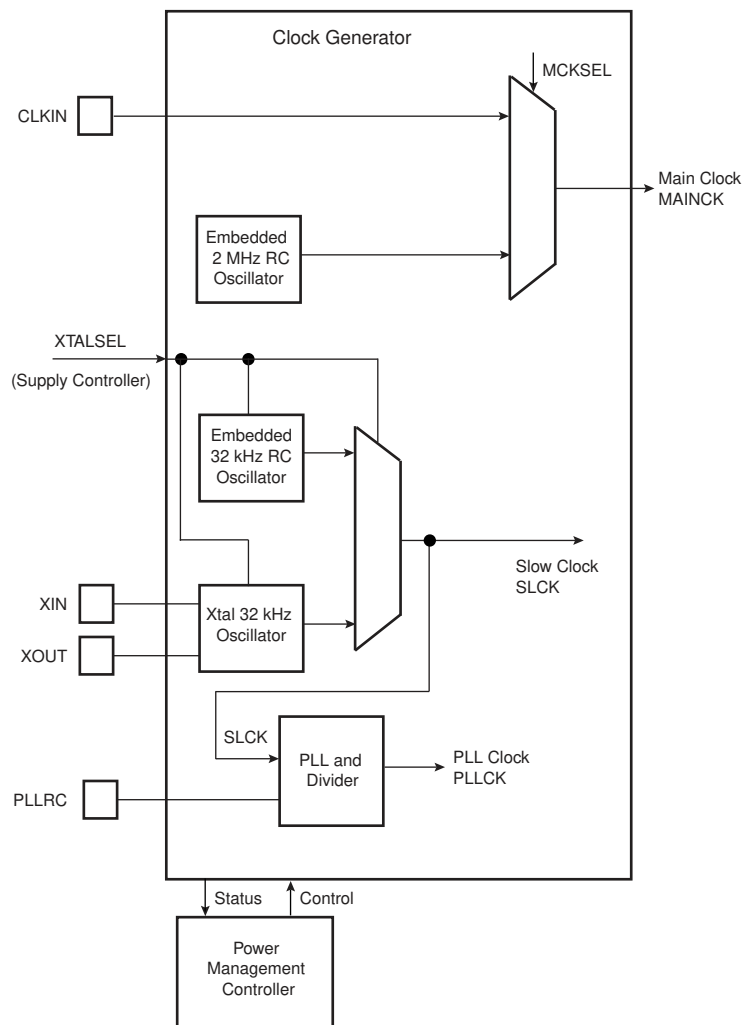 Clock Generator
MCKSEL
CLKIN
Main Clock
MAINCK
Embedded
2 MHz RC
Oscillator
XTALSEL
(Supply Controller)
Embedded
32 kHz RC
Oscillator
Slow Clock
SLCK
XIN
Xtal 32 kHz
Oscillator
XOUT
SLCK
PLL and
Divider
PLL Clock
PLLCK
PLLRC
Status
Control
Power
Management
Controller